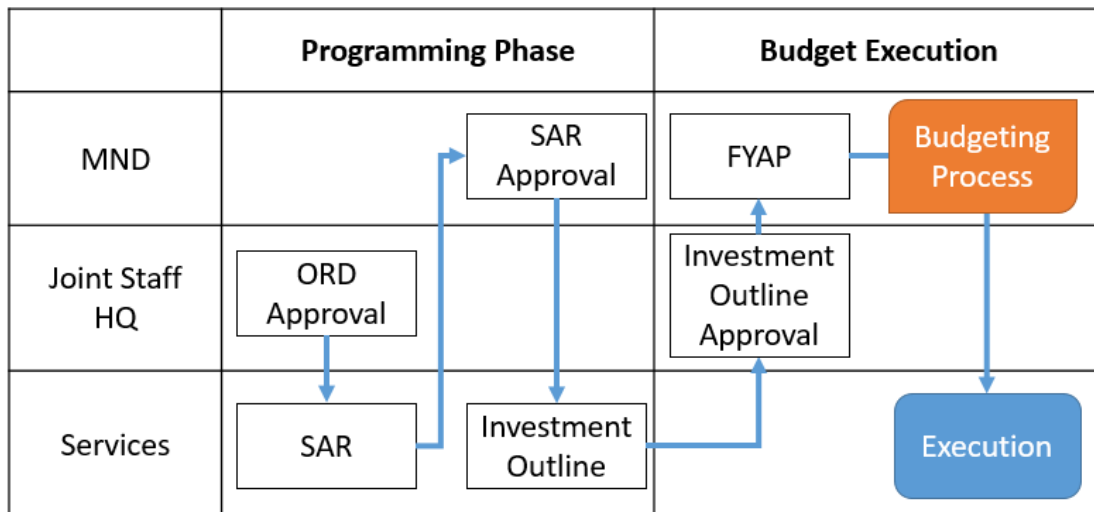 Programming Phase
Budget Execution
MND
SAR
Approval
FYAP
Budgeting
Process
Joint Staff
HQ
ORD
Approval
Investment
Outline
Approval
Services
SAR
Investment
Outline
Execution